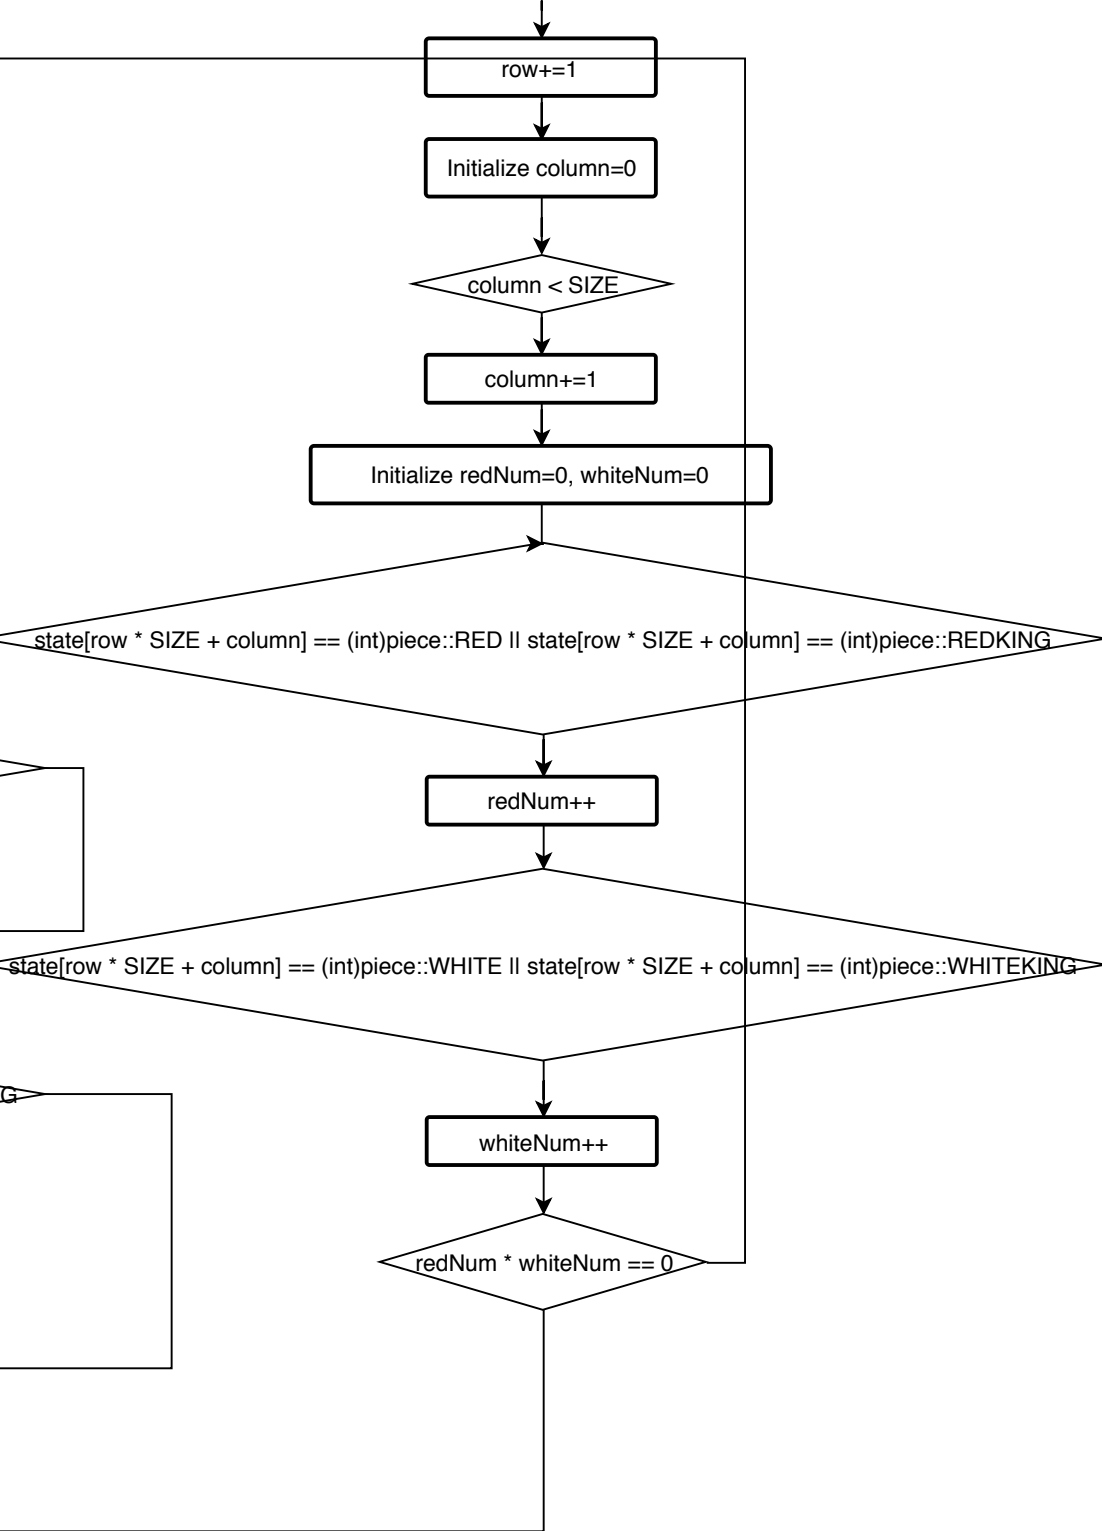 row+=1
Initialize column=0
column < SIZE
column+=1
Initialize redNum=0, whiteNum=0
state[row * SIZE + column] == (int)piece::RED || state[row * SIZE + column] == (int)piece::REDKING
redNum++
state[row * SIZE + column] == (int)piece::WHITE || state[row * SIZE + column] == (int)piece::WHITEKING
G
whiteNum++
redNum * whiteNum == 0